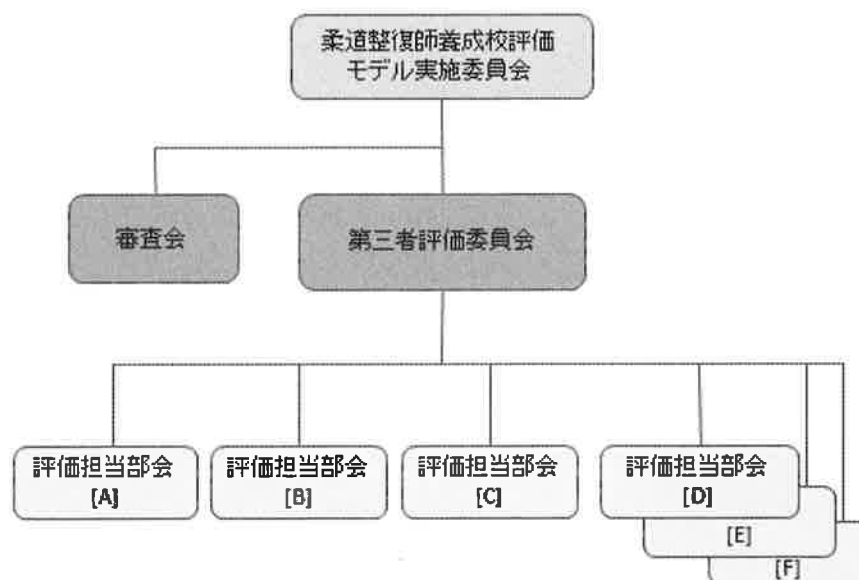 柔道整復師養成校評価
モデル実施委員会
審査会
第三者評価委員会
評価担当部会
[A]
評価担当部会
[B]
評価担当部会
[C]
評価担当部会
[D]
[E]
[F]